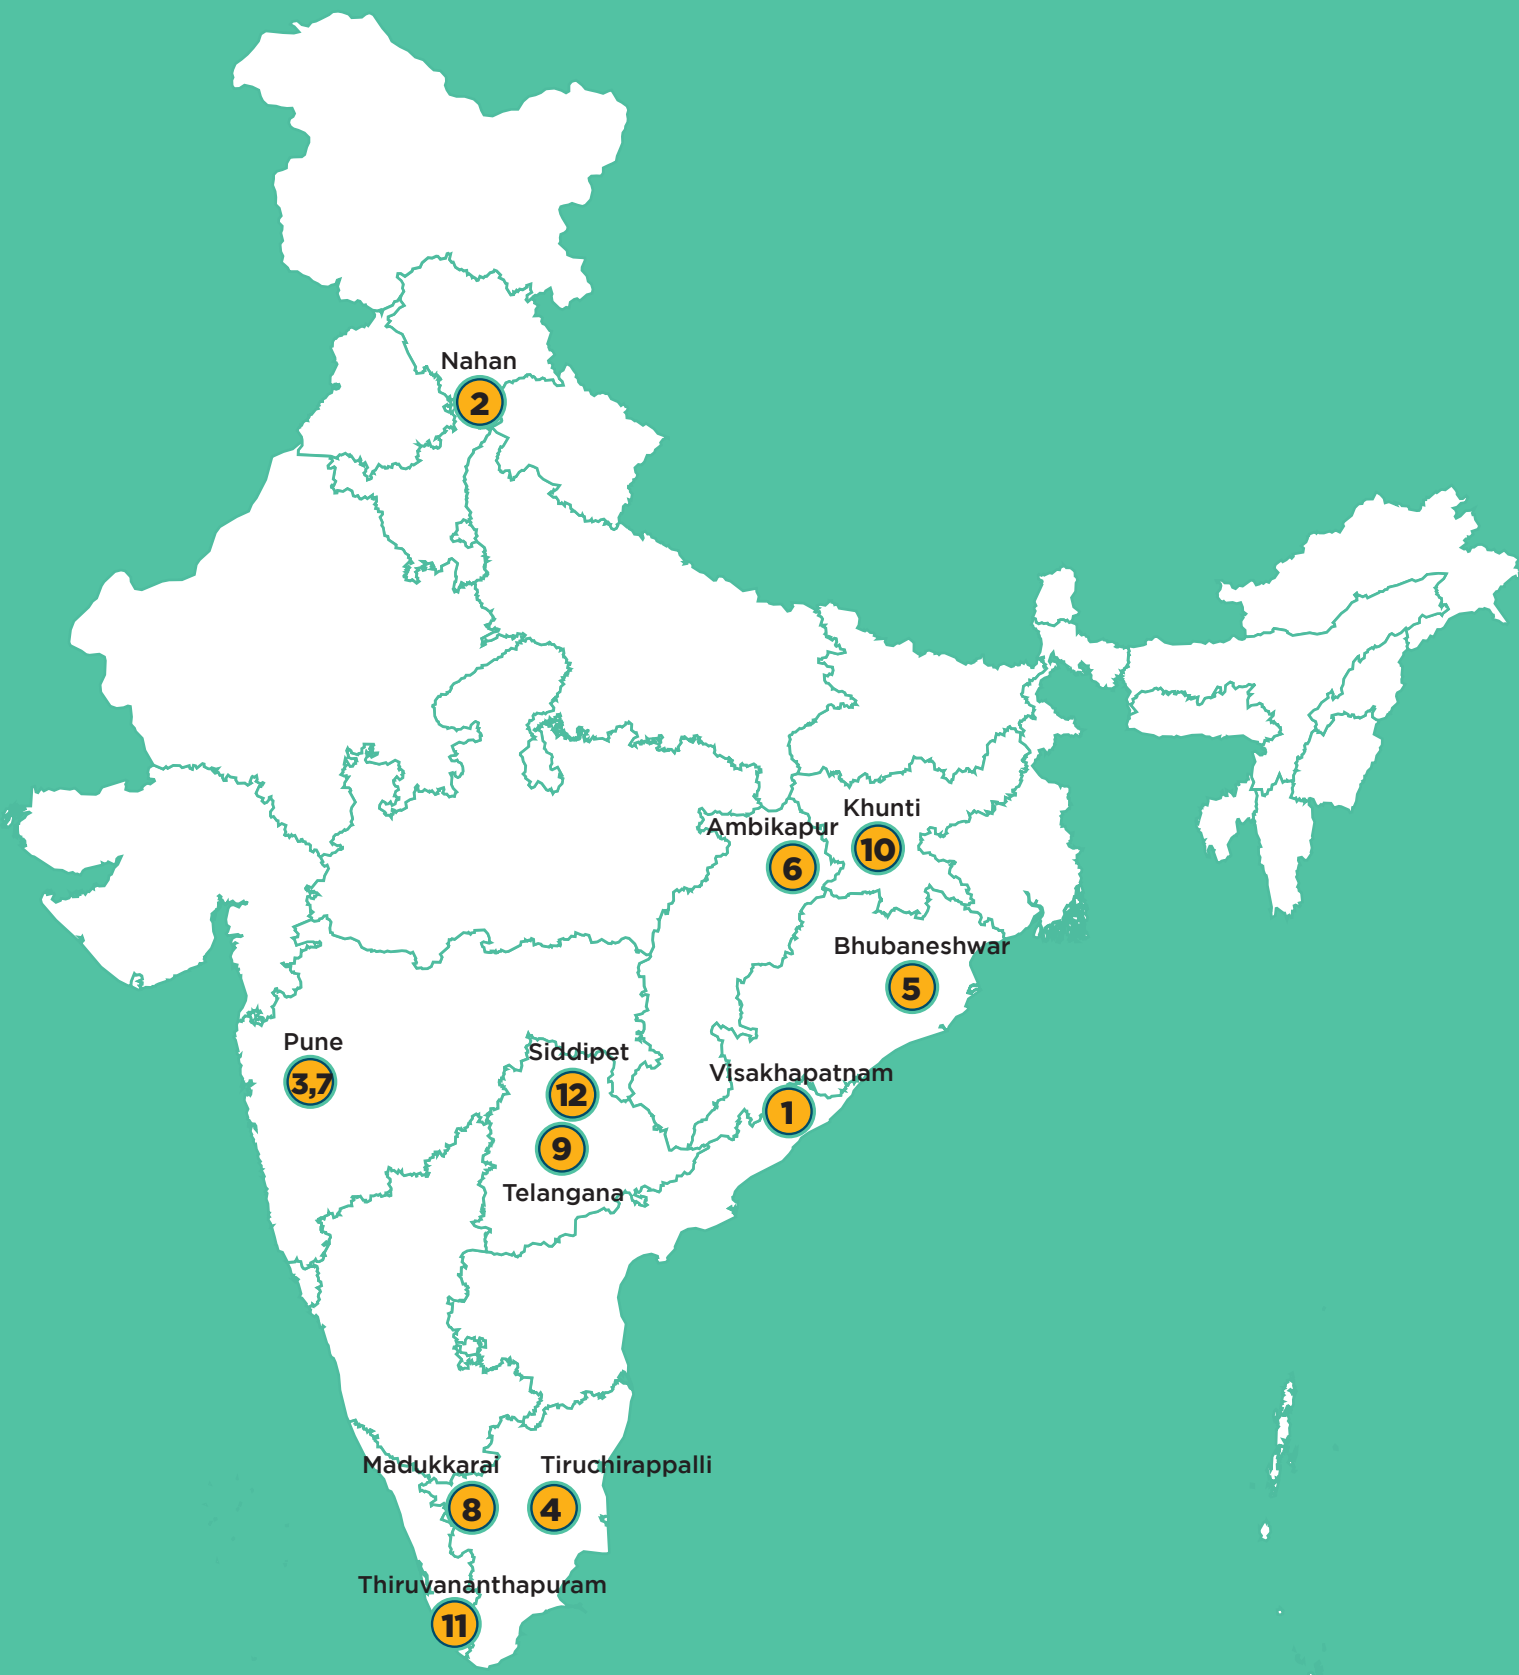 Nahan
2
Khunti
10
Ambikapur
6
Bhubaneshwar
5
Pune
3,7
Siddipet
12
Visakhapatnam
1
9
Telangana
Madukkarai
8
Tiruchirappalli
4
Thiruvananthapuram
11